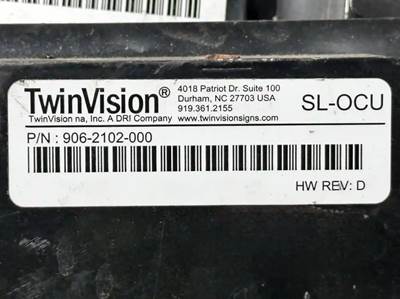 TwinVision®
TwinVision na, Inc. A DRI Company
4018 Patriot Dr. Suite 100
Durham, NC 27703 USA
919.361.2155
www.twinvisionsigns.com
SL-OCU
P/N : 906-2102-000
HW REV: D